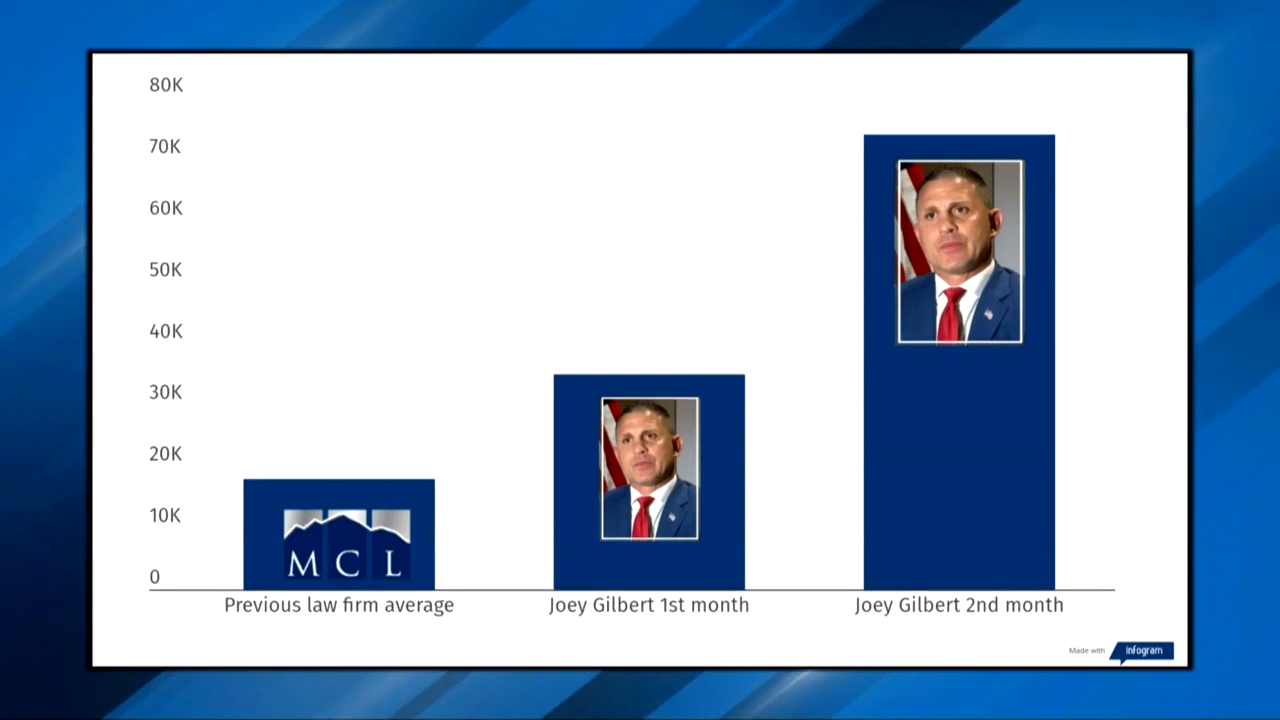 80K
70K
60K
50K
40K
30K
20K
10K
0
M C L
Previous law firm average
Joey Gilbert 1st month
Joey Gilbert 2nd month
Made with infogram